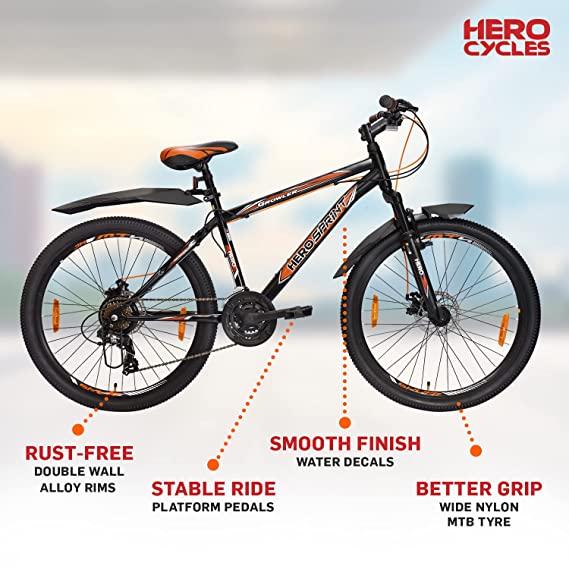 HERO
CYCLES
GROWLER
HERO SPRINT
HERO
RUST-FREE
DOUBLE WALL
ALLOY RIMS
STABLE RIDE
PLATFORM PEDALS
SMOOTH FINISH
WATER DECALS
BETTER GRIP
WIDE NYLON
MTB TYRE